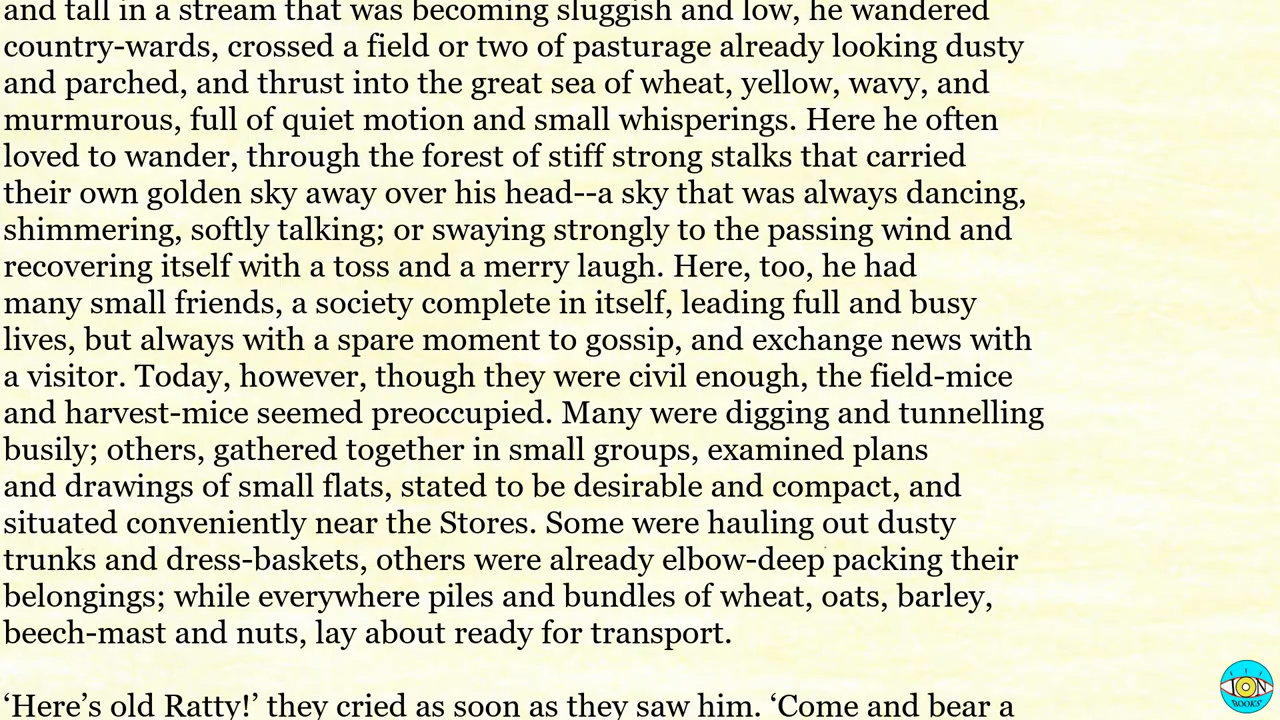 and tall in a stream that was becoming sluggish and low, he wandered
country-wards, crossed a field or two of pasturage already looking dusty
and parched, and thrust into the great sea of wheat, yellow, wavy, and
murmurous, full of quiet motion and small whisperings. Here he often
loved to wander, through the forest of stiff strong stalks that carried
their own golden sky away over his head--a sky that was always dancing,
shimmering, softly talking; or swaying strongly to the passing wind and
recovering itself with a toss and a merry laugh. Here, too, he had
many small friends, a society complete in itself, leading full and busy
lives, but always with a spare moment to gossip, and exchange news with
a visitor. Today, however, though they were civil enough, the field-mice
and harvest-mice seemed preoccupied. Many were digging and tunnelling
busily; others, gathered together in small groups, examined plans
and drawings of small flats, stated to be desirable and compact, and
situated conveniently near the Stores. Some were hauling out dusty
trunks and dress-baskets, others were already elbow-deep packing their
belongings; while everywhere piles and bundles of wheat, oats, barley,
beech-mast and nuts, lay about ready for transport.
‘Here’s old Ratty!’ they cried as soon as they saw him. ‘Come and bear a
ION
BOOKS